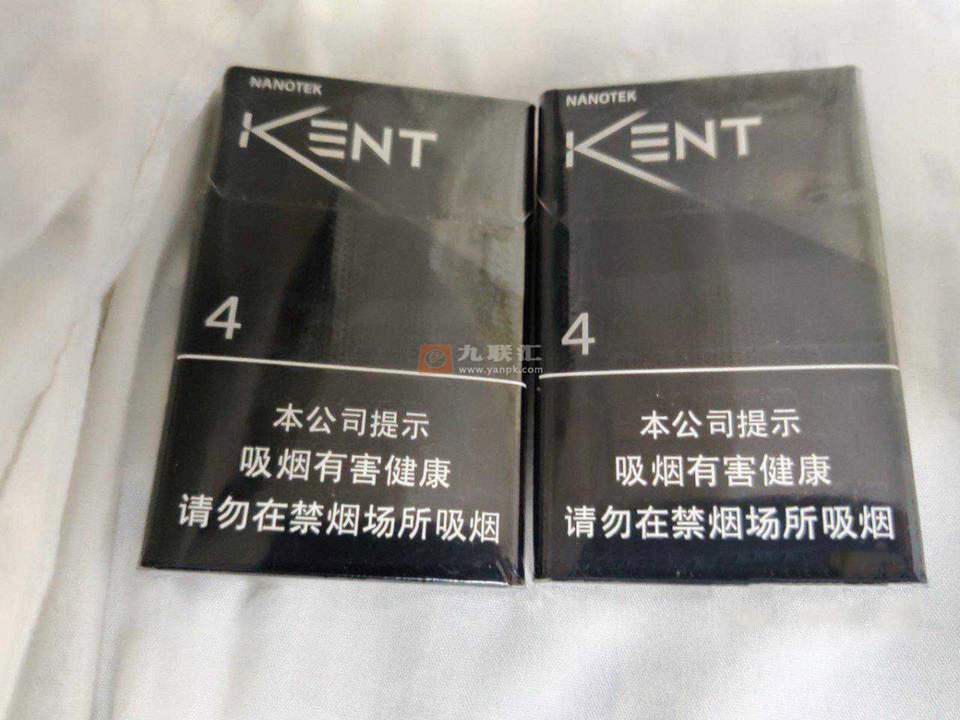 NANOTEK
KENT
4
本公司提示
吸烟有害健康
请勿在禁烟场所吸烟
NANOTEK
KENT
4
本公司提示
吸烟有害健康
请勿在禁烟场所吸烟
九联汇
www.yanpk.com